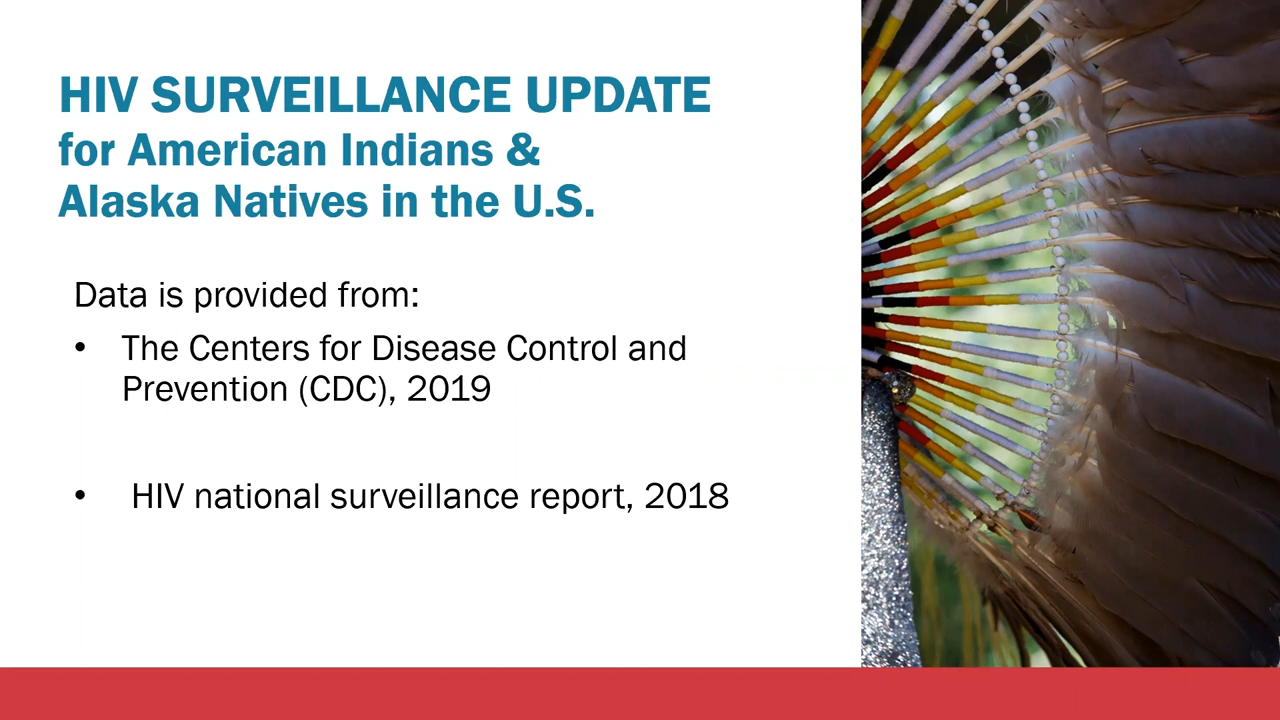 HIV SURVEILLANCE UPDATE
for American Indians &
Alaska Natives in the U.S.
Data is provided from:
• The Centers for Disease Control and
Prevention (CDC), 2019
• HIV national surveillance report, 2018